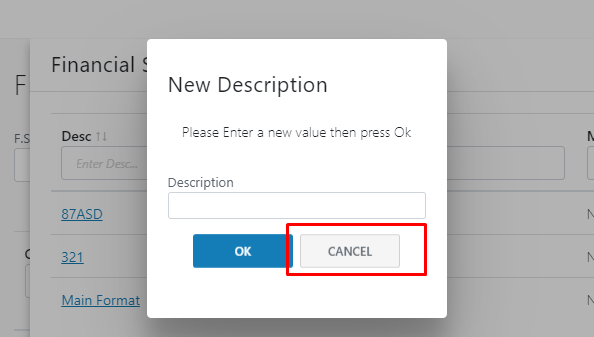 Financial S
New Description
Please Enter a new value then press Ok
F.S
Desc
M
Enter Desc...
Description
87ASD
N
OK
CANCEL
321
N
Main Format
N